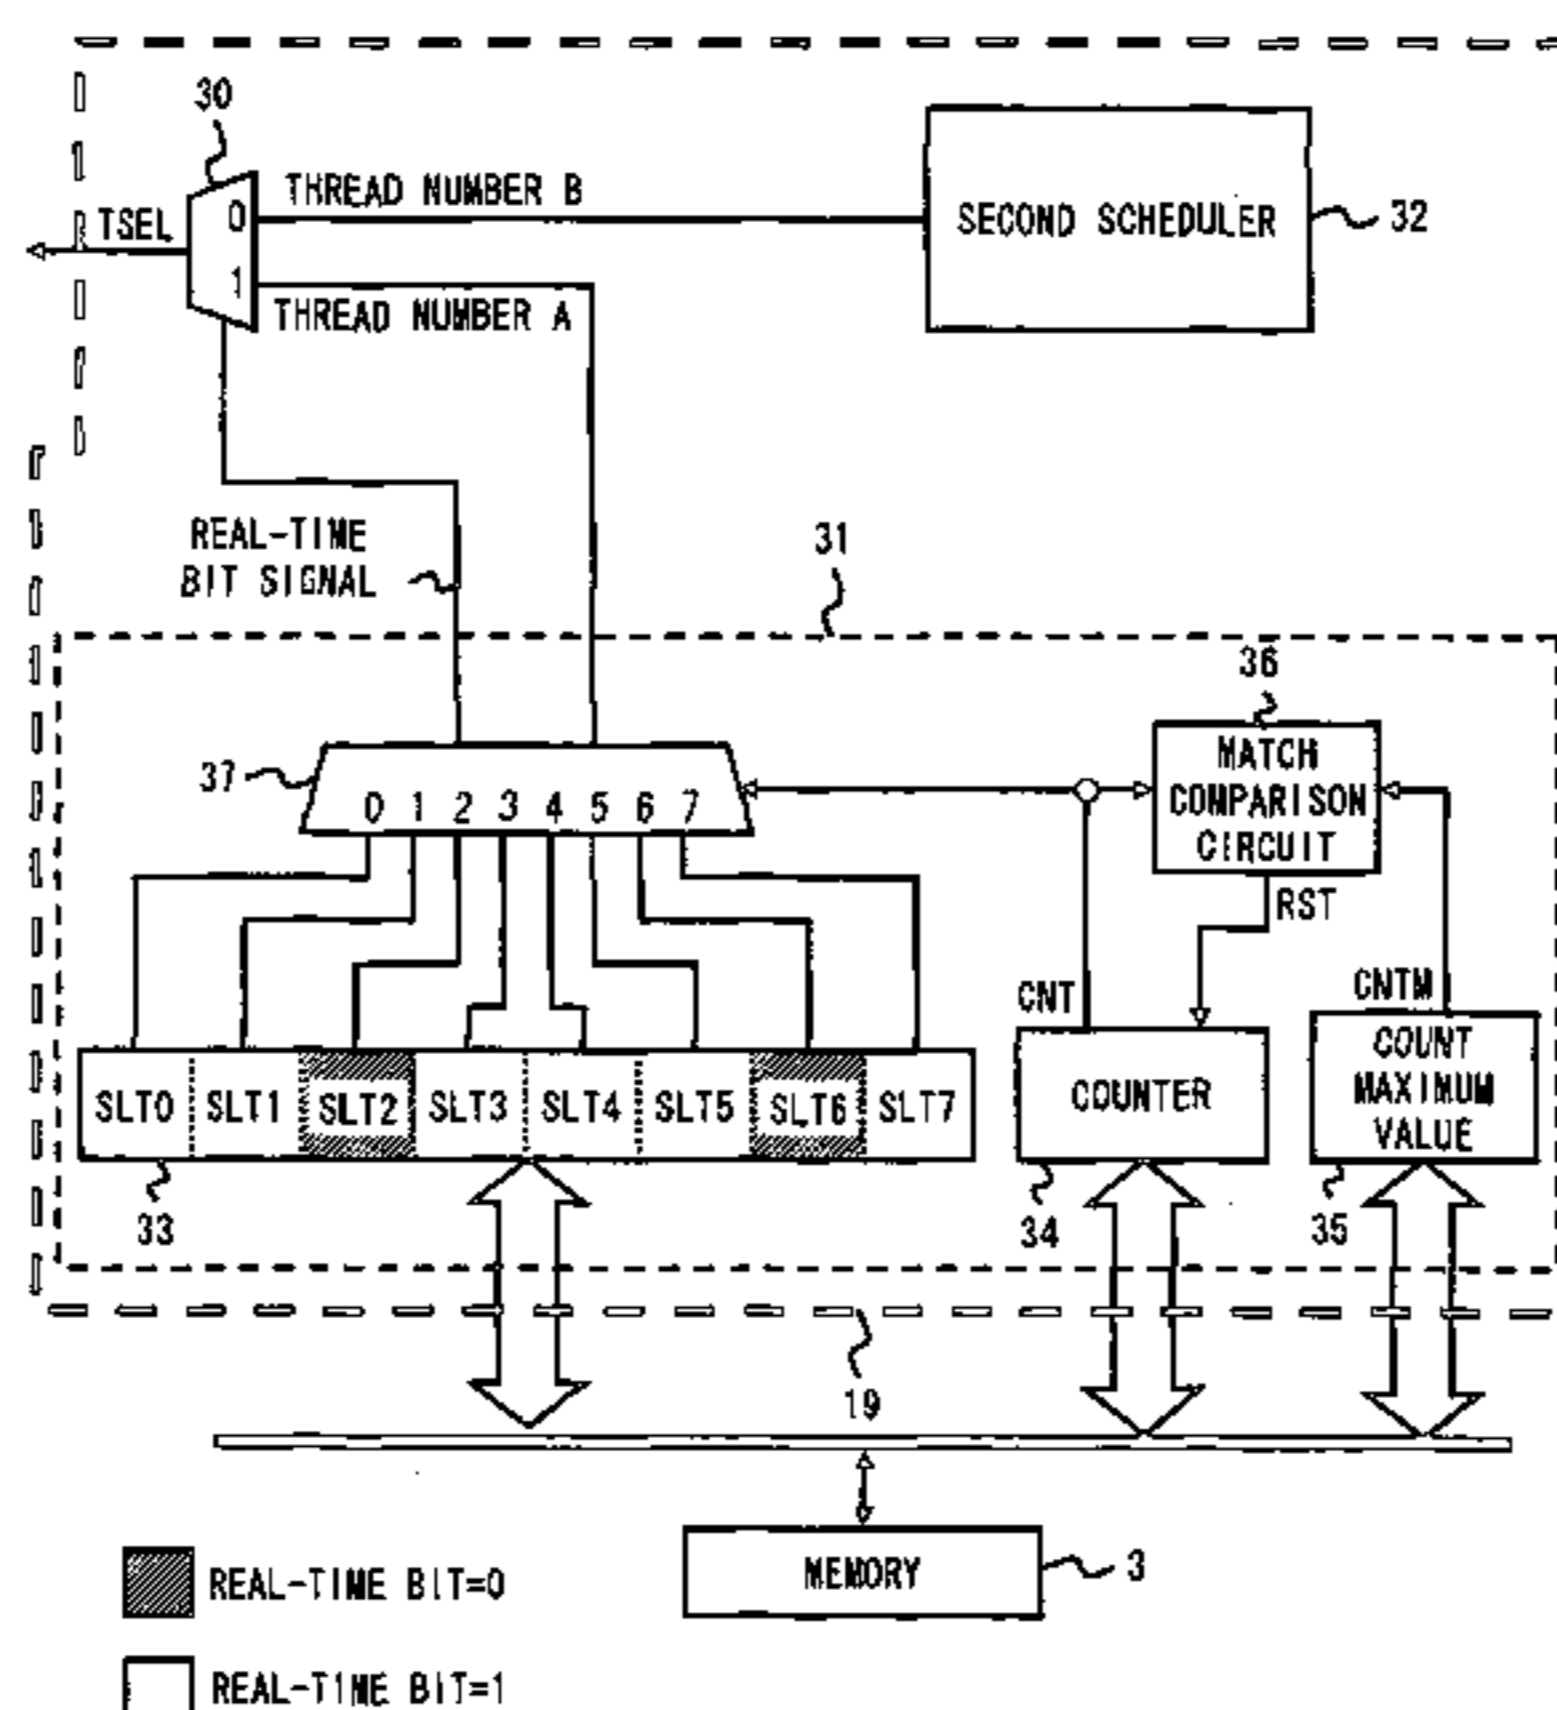 30
THREAD NUMBER B
TSEL
0
1
THREAD NUMBER A
SECOND SCHEDULER
32
REAL-TIME
BIT SIGNAL
31
36
37
0 1 2 3 4 5 6 7
MATCH
COMPARISON
CIRCUIT
RST
CNT
CNTM
SLT0 SLT1 SLT2 SLT3 SLT4 SLT5 SLT6 SLT7
COUNTER
COUNT
MAXIMUM
VALUE
33
34
35
19
MEMORY
3
REAL-TIME BIT=0
REAL-TIME BIT=1